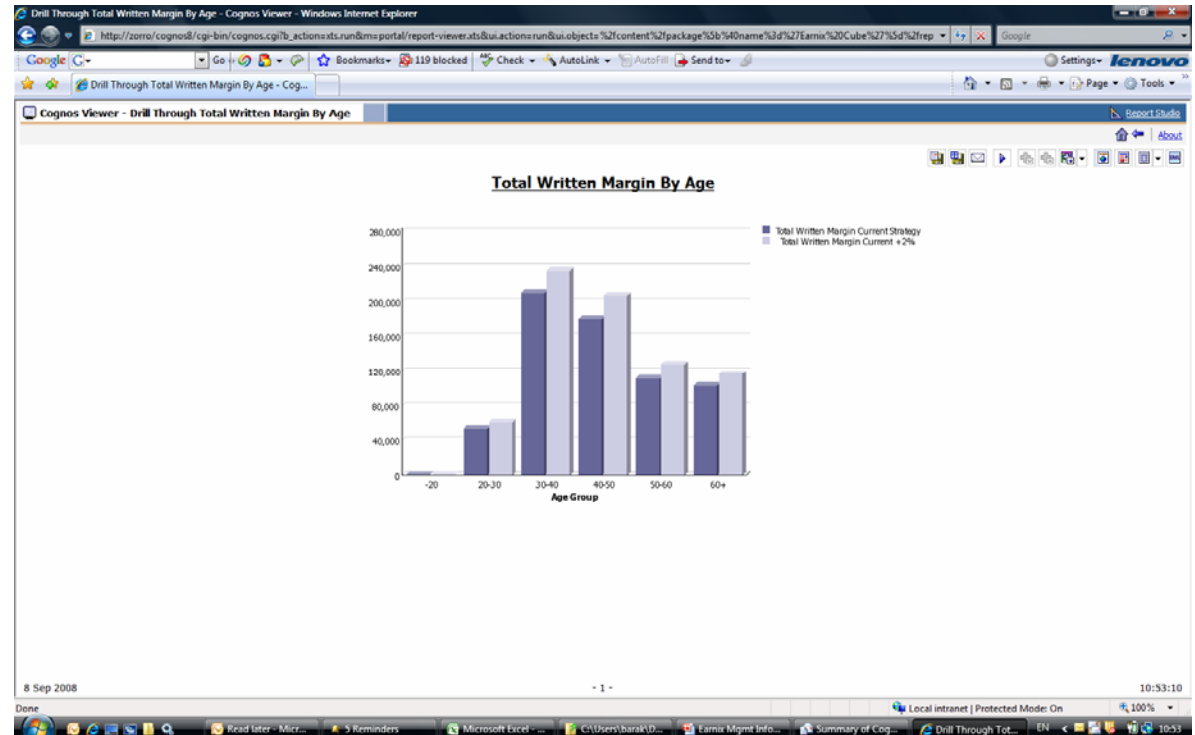 Drill Through Total Written Margin By Age - Cognos Viewer - Windows Internet Explorer
http://zorro/cognos8/cgi-bin/cognos.cgi?b_action=xts.run&m=portal/report-viewer.xts&ui.action=run&ui.object=%2fcontent%2fpackage%5b%40name%3d%27Earnix%20Cube%27%5d%2frep
Google
Google G Go Bookmarks 119 blocked Check AutoLink AutoFill Send to Settings lenovo
Drill Through Total Written Margin By Age - Cog... Page Tools
Cognos Viewer - Drill Through Total Written Margin By Age Report Studio
About
Total Written Margin By Age
Total Written Margin Current Strategy
Total Written Margin Current +2%
280,000
240,000
200,000
160,000
120,000
80,000
40,000
0
-20 20-30 30-40 40-50 50-60 60+
Age Group
8 Sep 2008 - 1 - 10:53:10
Done Local intranet | Protected Mode: On 100%
Read later - Micr... 5 Reminders Microsoft Excel - ... C:\Users\barak\D... Earnix Mgmt Info... Summary of Cog... Drill Through Tot... EN 10:53